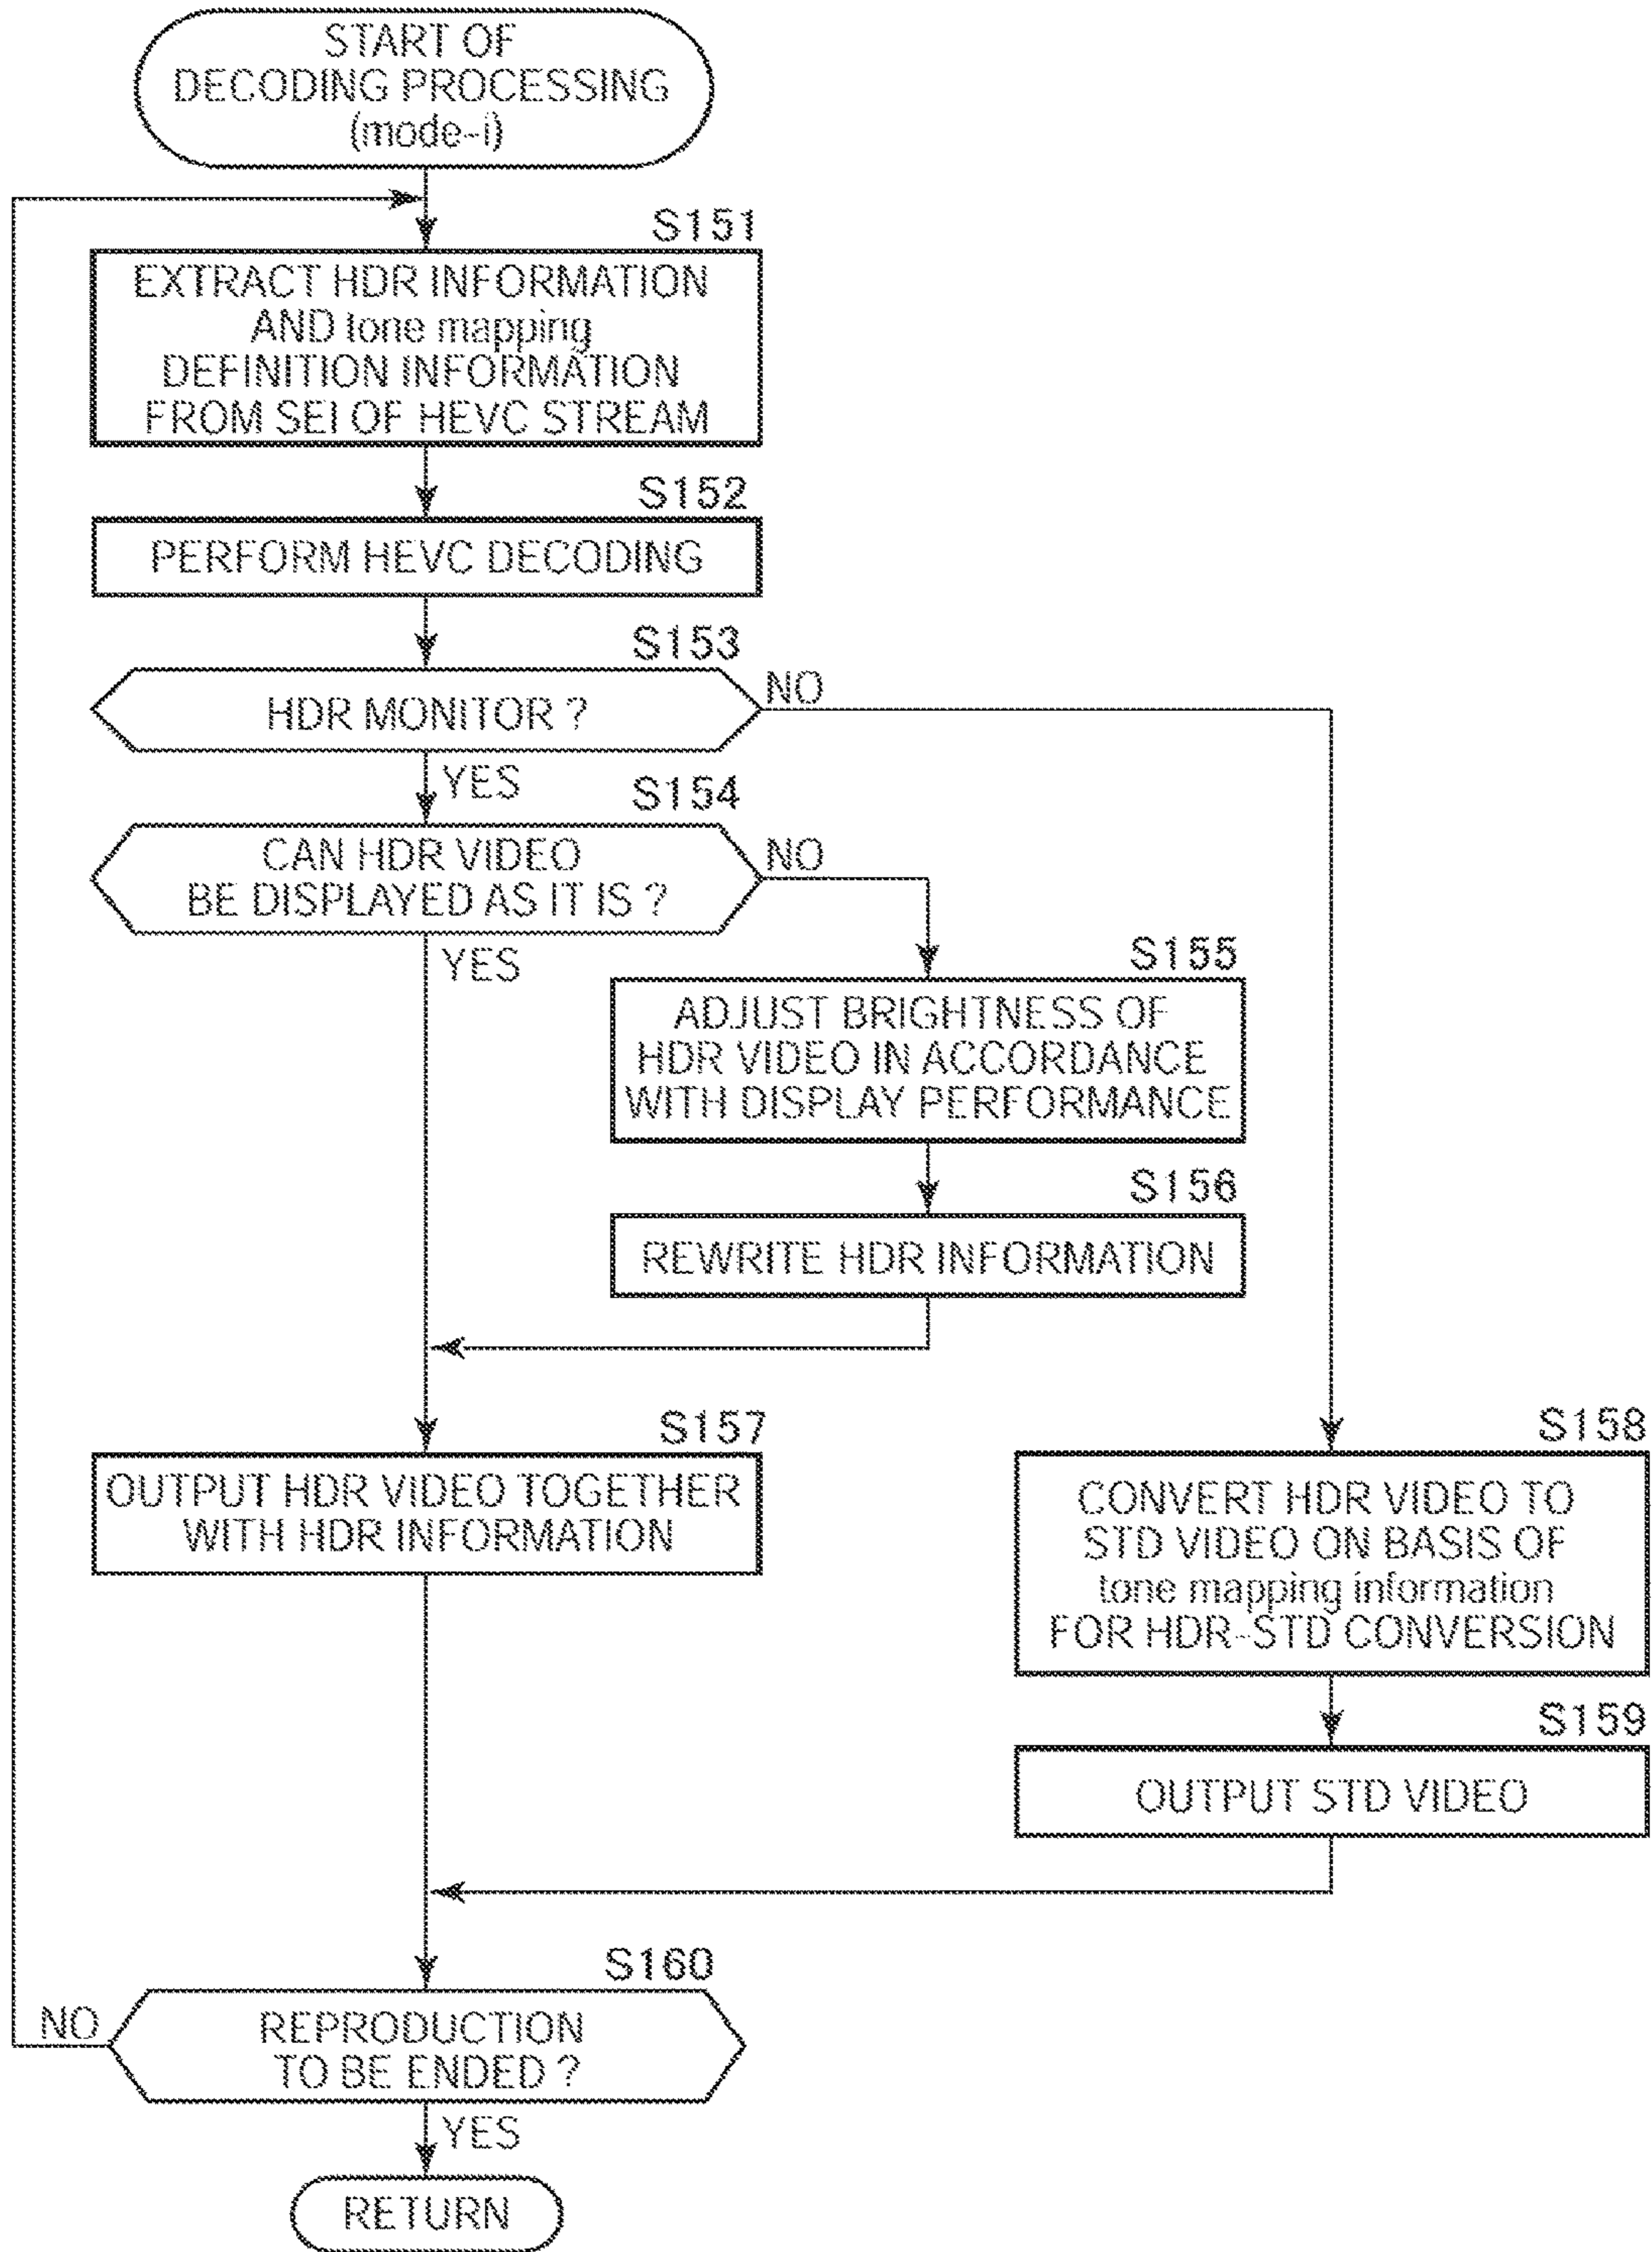 START OF
DECODING PROCESSING
(mode-i)
S151
EXTRACT HDR INFORMATION
AND tone mapping
DEFINITION INFORMATION
FROM SEI OF HEVC STREAM
S152
PERFORM HEVC DECODING
S153
HDR MONITOR ?
NO
YES
S154
CAN HDR VIDEO
BE DISPLAYED AS IT IS ?
NO
YES
S155
ADJUST BRIGHTNESS OF
HDR VIDEO IN ACCORDANCE
WITH DISPLAY PERFORMANCE
S156
REWRITE HDR INFORMATION
S157
OUTPUT HDR VIDEO TOGETHER
WITH HDR INFORMATION
S158
CONVERT HDR VIDEO TO
STD VIDEO ON BASIS OF
tone mapping information
FOR HDR-STD CONVERSION
S159
OUTPUT STD VIDEO
S160
REPRODUCTION
TO BE ENDED ?
NO
YES
RETURN